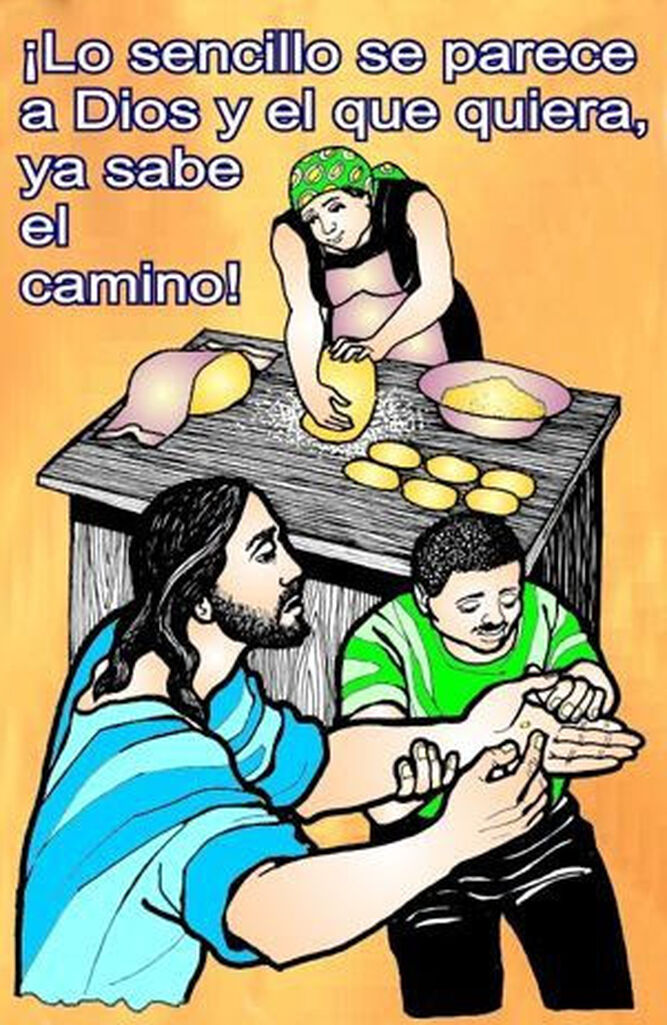 ¡Lo sencillo se parece
a Dios y el que quiera,
ya sabe
el
camino!